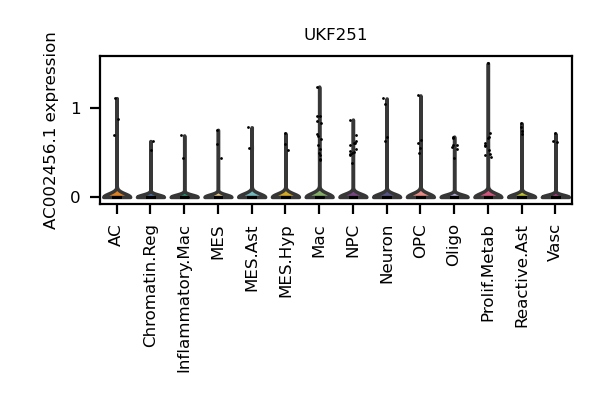 UKF251
AC002456.1 expression
1
0
AC
Chromatin.Reg
Inflammatory.Mac
MES
MES.Ast
MES.Hyp
Mac
NPC
Neuron
OPC
Oligo
Prolif.Metab
Reactive.Ast
Vasc